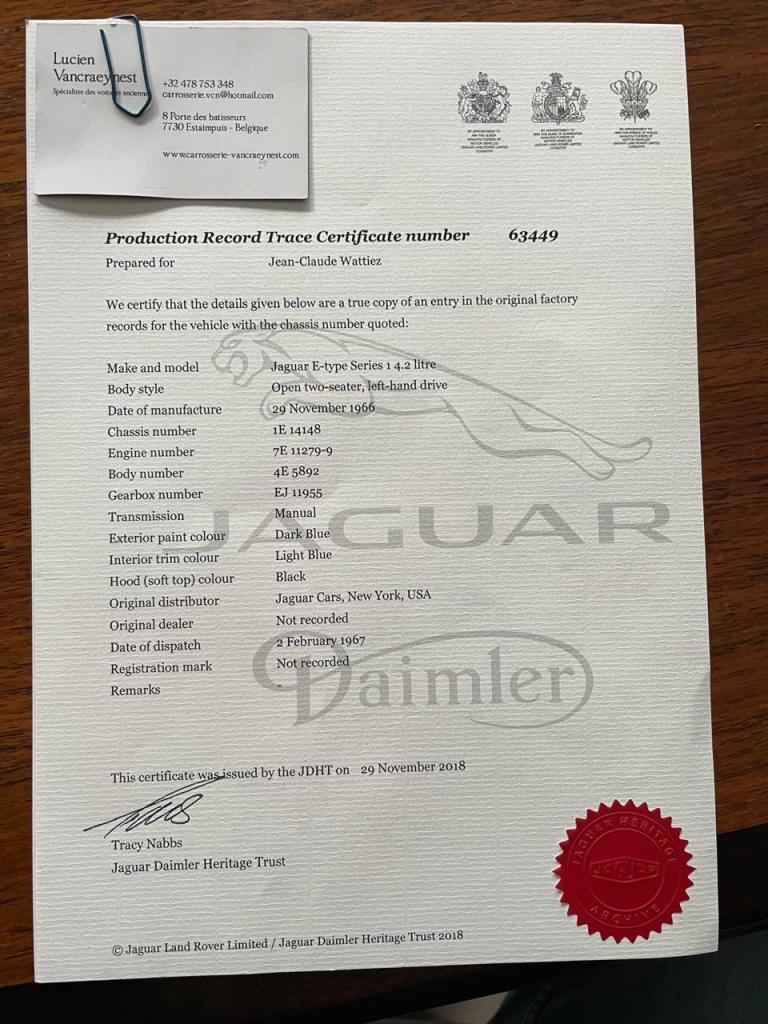 Lucien
Vancraeynest
Spécialiste des voitures anciennes
+32 478 753 348
carrosserie.vcn@hotmail.com
8 Porte des batisseurs
7730 Estaimpuis - Belgique
www.carrosserie-vancraeynest.com
Production Record Trace Certificate number 63449
Prepared for Jean-Claude Wattiez
We certify that the details given below are a true copy of an entry in the original factory
records for the vehicle with the chassis number quoted:
Make and model Jaguar E-type Series 1 4.2 litre
Body style Open two-seater, left-hand drive
Date of manufacture 29 November 1966
Chassis number 1E 14148
Engine number 7E 11279-9
Body number 4E 5892
Gearbox number EJ 11955
Transmission Manual
Exterior paint colour Dark Blue
Interior trim colour Light Blue
Hood (soft top) colour Black
Original distributor Jaguar Cars, New York, USA
Original dealer Not recorded
Date of dispatch 2 February 1967
Registration mark Not recorded
Remarks -
JAGUAR
Daimler
This certificate was issued by the JDHT on 29 November 2018
Tracy Nabbs
Jaguar Daimler Heritage Trust
JAGUAR HERITAGE
JAGUAR
ARCHIVE
© Jaguar Land Rover Limited / Jaguar Daimler Heritage Trust 2018